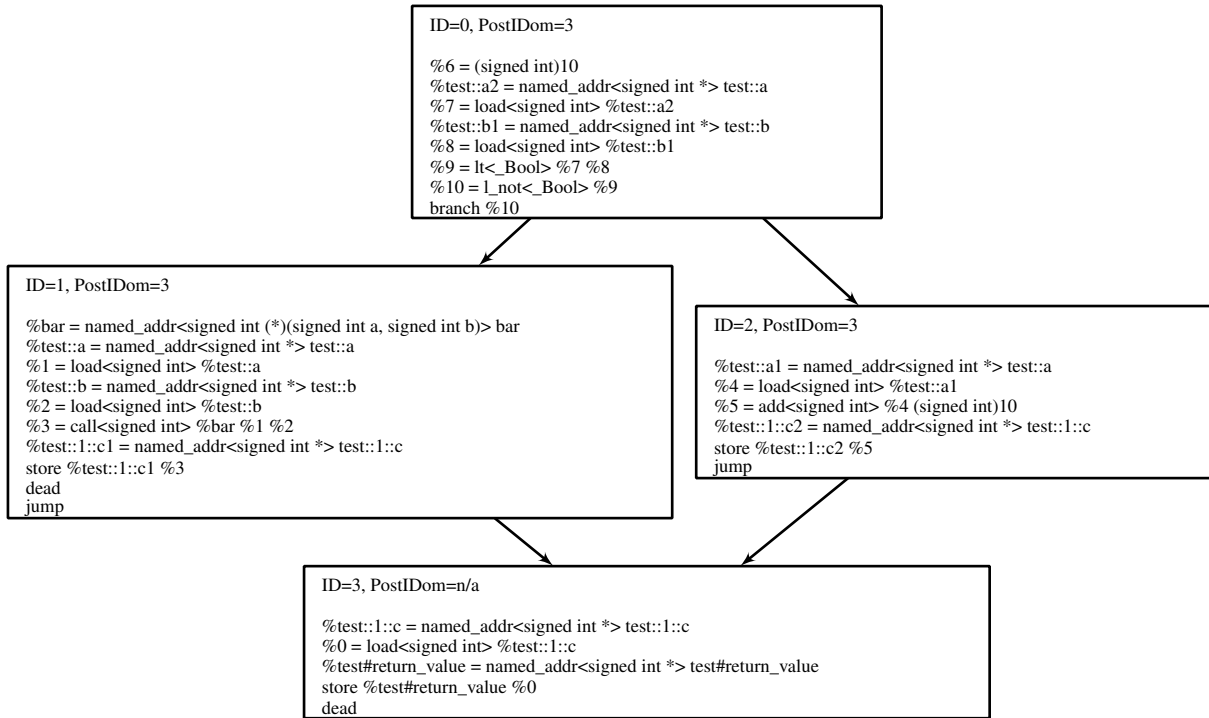 ID=0, PostIDom=3
%6 = (signed int)10
%test::a2 = named_addr<signed int *> test::a
%7 = load<signed int> %test::a2
%test::b1 = named_addr<signed int *> test::b
%8 = load<signed int> %test::b1
%9 = lt<_Bool> %7 %8
%10 = l_not<_Bool> %9
branch %10
ID=1, PostIDom=3
%bar = named_addr<signed int (*)(signed int a, signed int b)> bar
%test::a = named_addr<signed int *> test::a
%1 = load<signed int> %test::a
%test::b = named_addr<signed int *> test::b
%2 = load<signed int> %test::b
%3 = call<signed int> %bar %1 %2
%test::1::c1 = named_addr<signed int *> test::1::c
store %test::1::c1 %3
dead
jump
ID=2, PostIDom=3
%test::a1 = named_addr<signed int *> test::a
%4 = load<signed int> %test::a1
%5 = add<signed int> %4 (signed int)10
%test::1::c2 = named_addr<signed int *> test::1::c
store %test::1::c2 %5
jump
ID=3, PostIDom=n/a
%test::1::c = named_addr<signed int *> test::1::c
%0 = load<signed int> %test::1::c
%test#return_value = named_addr<signed int *> test#return_value
store %test#return_value %0
dead